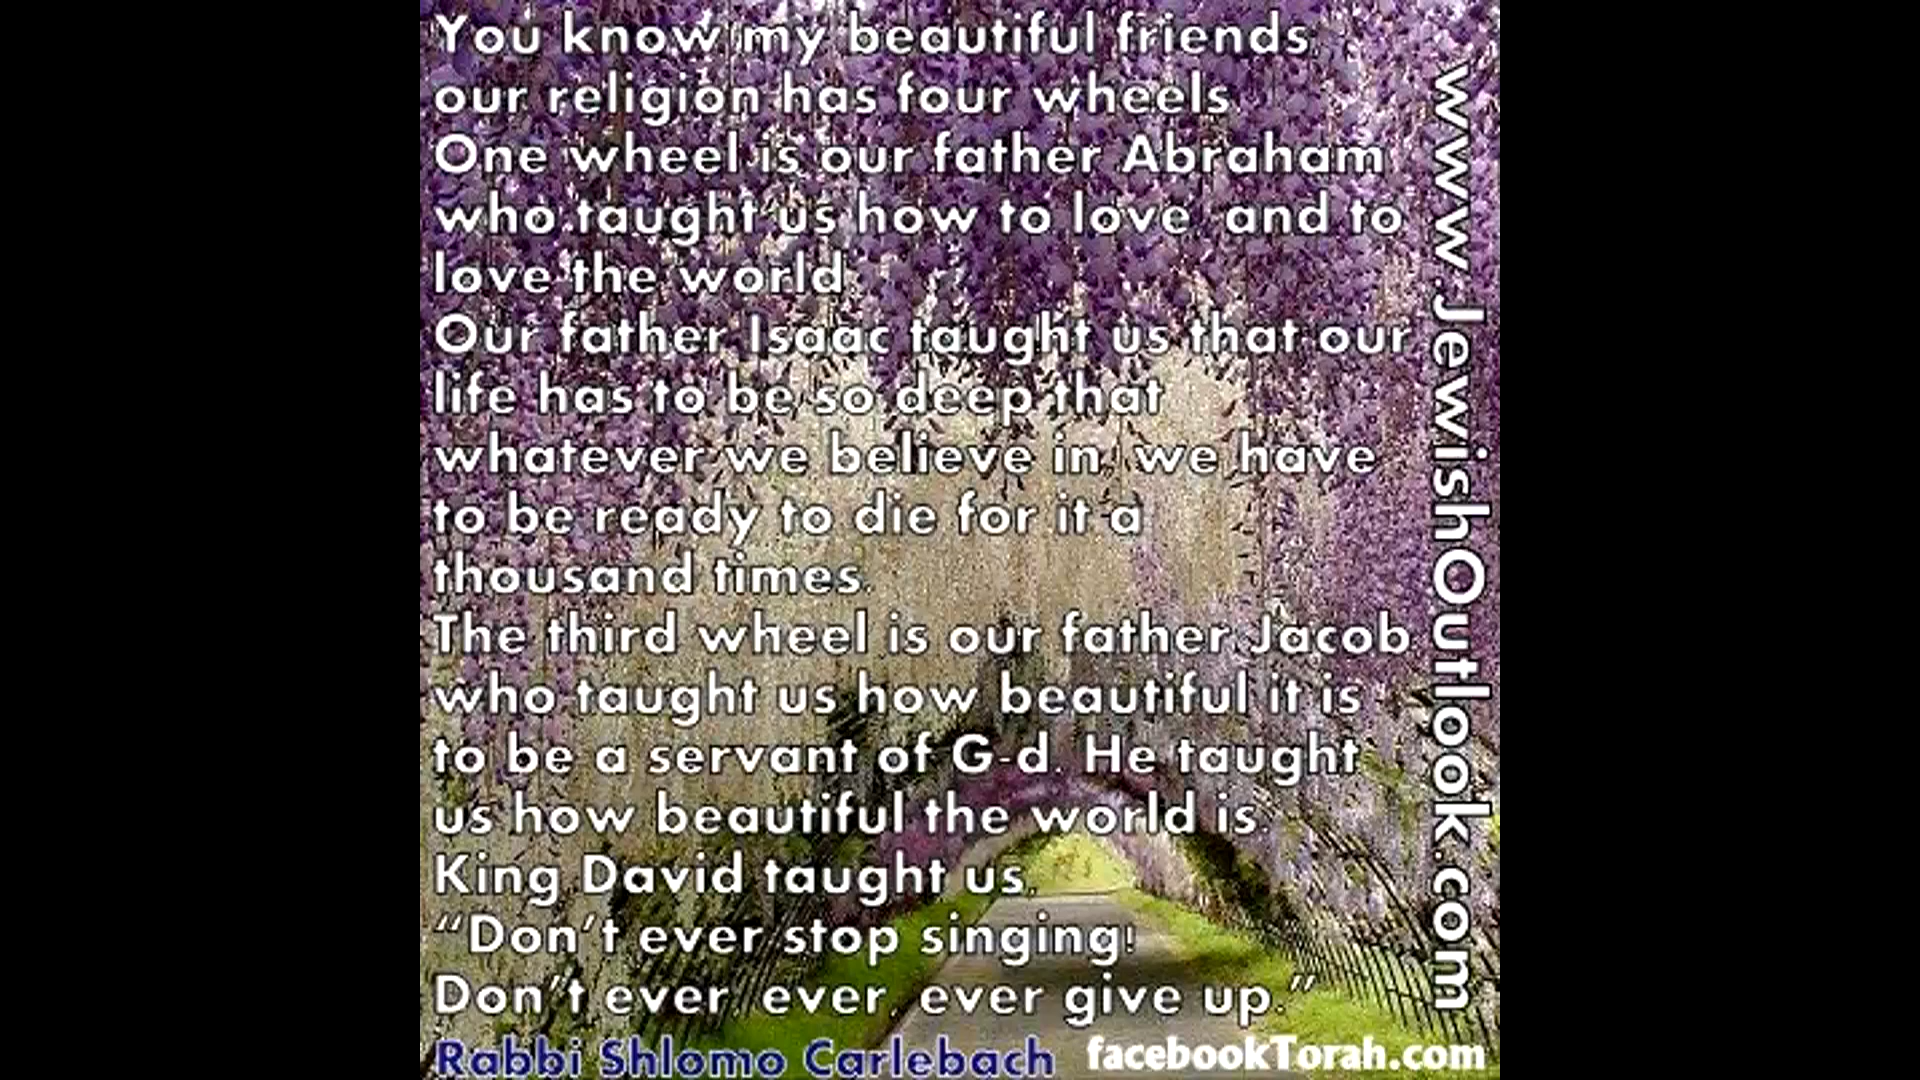 You know my beautiful friends,
our religion has four wheels
One wheel is our father Abraham
who taught us how to love, and to
love the world
Our father Isaac taught us that our
life has to be so deep that
whatever we believe in, we have
to be ready to die for it a
thousand times.
The third wheel is our father Jacob
who taught us how beautiful it is
to be a servant of G-d. He taught
us how beautiful the world is.
King David taught us,
“Don’t ever stop singing!
Don’t ever, ever, ever give up.”
Rabbi Shlomo Carlebach
facebookTorah.com
www.JewishOutlook.com